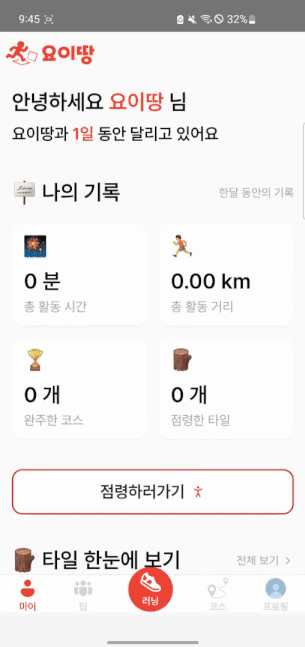 9:45
32%
요이땅
안녕하세요 요이땅 님
요이땅과 1일 동안 달리고 있어요
나의 기록
한달 동안의 기록
0 분
총 활동 시간
0.00 km
총 활동 거리
0 개
완주한 코스
0 개
점령한 타일
점령하러가기
타일 한눈에 보기
전체 보기 >
마이
팀
러닝
코스
프로필